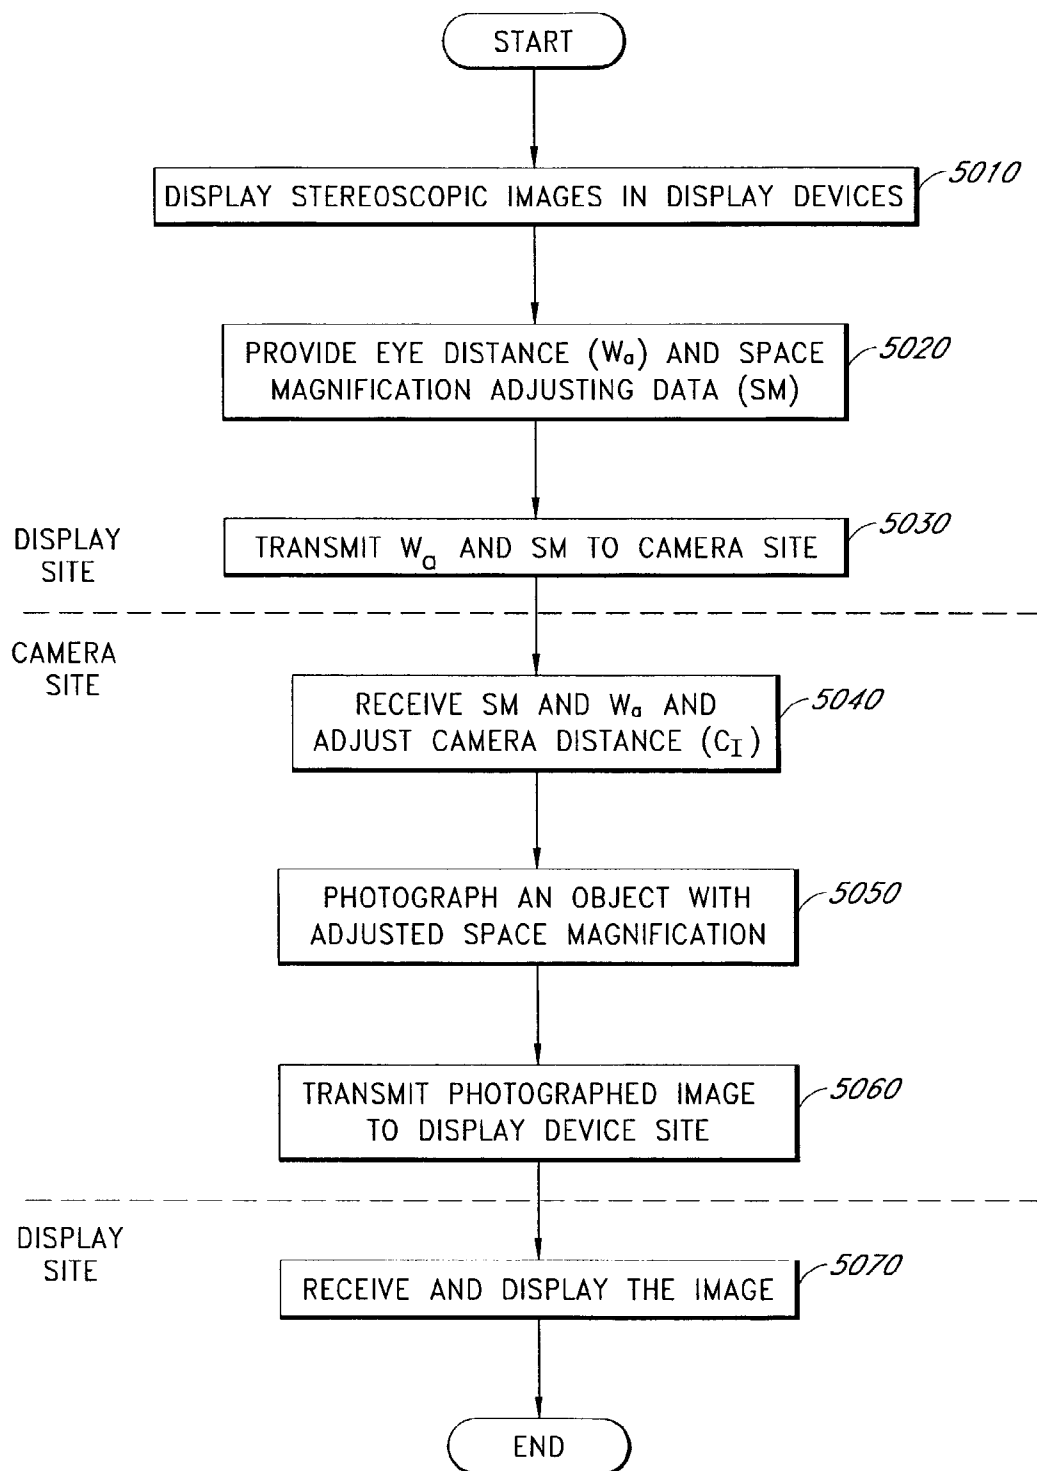 START
DISPLAY STEREOSCOPIC IMAGES IN DISPLAY DEVICES
5010
PROVIDE EYE DISTANCE (Wa) AND SPACE
MAGNIFICATION ADJUSTING DATA (SM)
5020
TRANSMIT Wa AND SM TO CAMERA SITE
5030
DISPLAY
SITE
CAMERA
SITE
RECEIVE SM AND Wa AND
ADJUST CAMERA DISTANCE (CI)
5040
PHOTOGRAPH AN OBJECT WITH
ADJUSTED SPACE MAGNIFICATION
5050
TRANSMIT PHOTOGRAPHED IMAGE
TO DISPLAY DEVICE SITE
5060
DISPLAY
SITE
RECEIVE AND DISPLAY THE IMAGE
5070
END